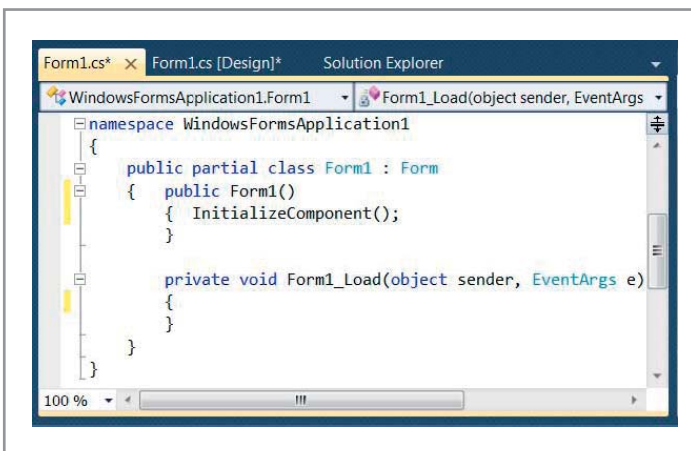 Form1.cs* Form1.cs [Design]* Solution Explorer
WindowsFormsApplication1.Form1 Form1_Load(object sender, EventArgs
namespace WindowsFormsApplication1
{
public partial class Form1 : Form
{ public Form1()
{ InitializeComponent();
}
private void Form1_Load(object sender, EventArgs e)
{
}
}
}
100 %